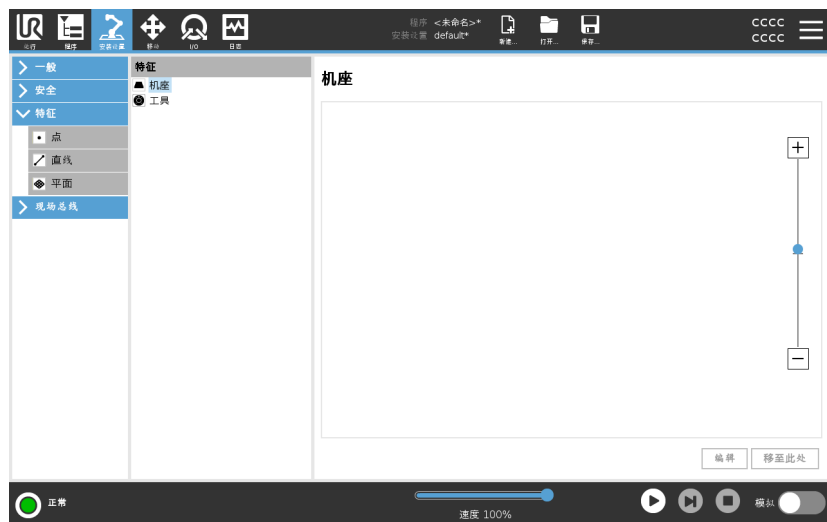 程序 <未命名>*
安装设置 default*
新建...
打开...
保存...
cccc
cccc
运行
程序
安装设置
移动
I/O
日志
一般
安全
特征
点
直线
平面
现场总线
特征
机座
工具
机座
编辑
移至此处
正常
速度 100%
模拟